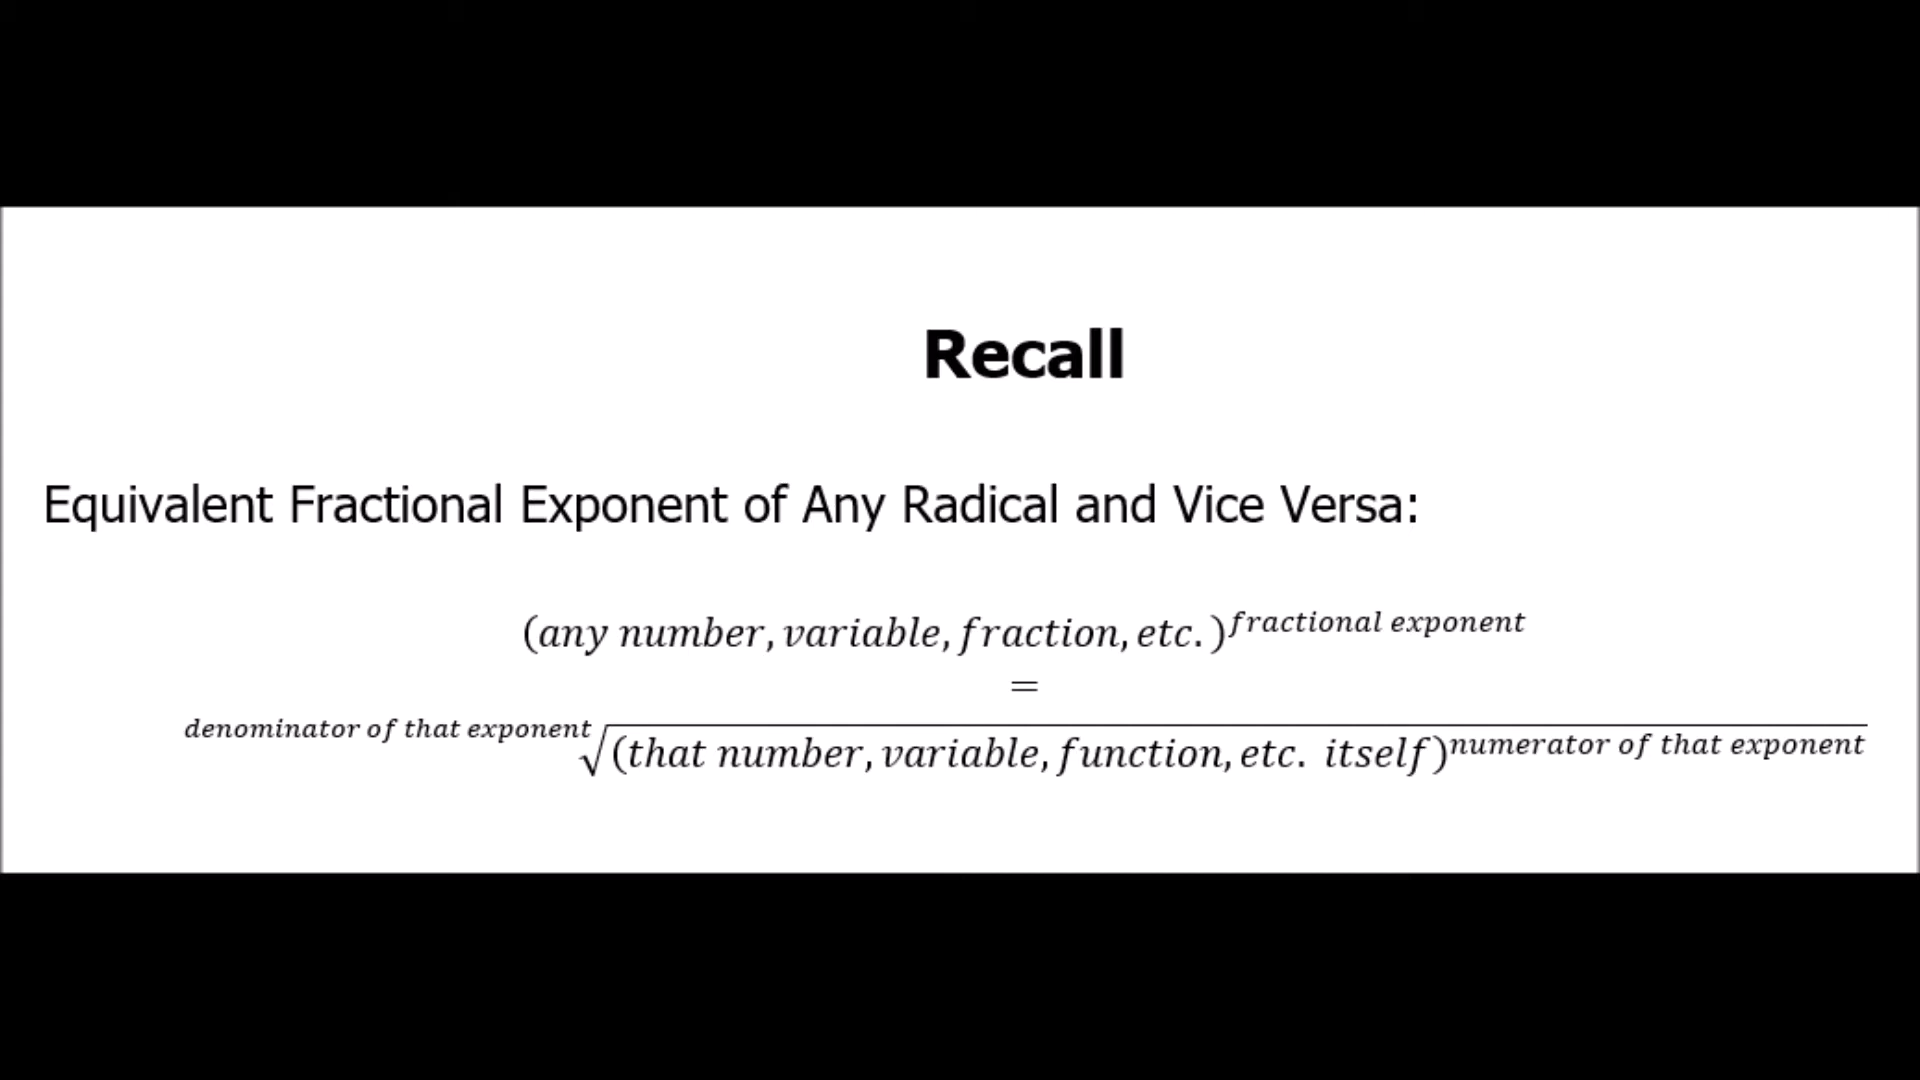 Recall
Equivalent Fractional Exponent of Any Radical and Vice Versa:
(any number, variable, fraction, etc. )^fractional exponent
=
denominator of that exponent√(that number, variable, function, etc. itself)^numerator of that exponent